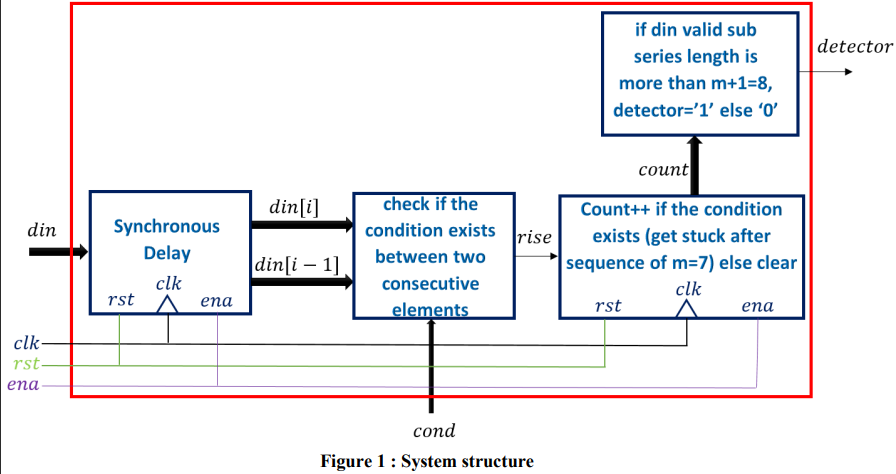 if din valid sub
series length is
more than m+1=8,
detector='1' else '0'
detector
count
din
Synchronous
Delay
clk
rst
ena
din[i]
din[i − 1]
check if the
condition exists
between two
consecutive
elements
rise
Count++ if the condition
exists (get stuck after
sequence of m=7) else clear
clk
rst
ena
clk
rst
ena
cond
Figure 1 : System structure